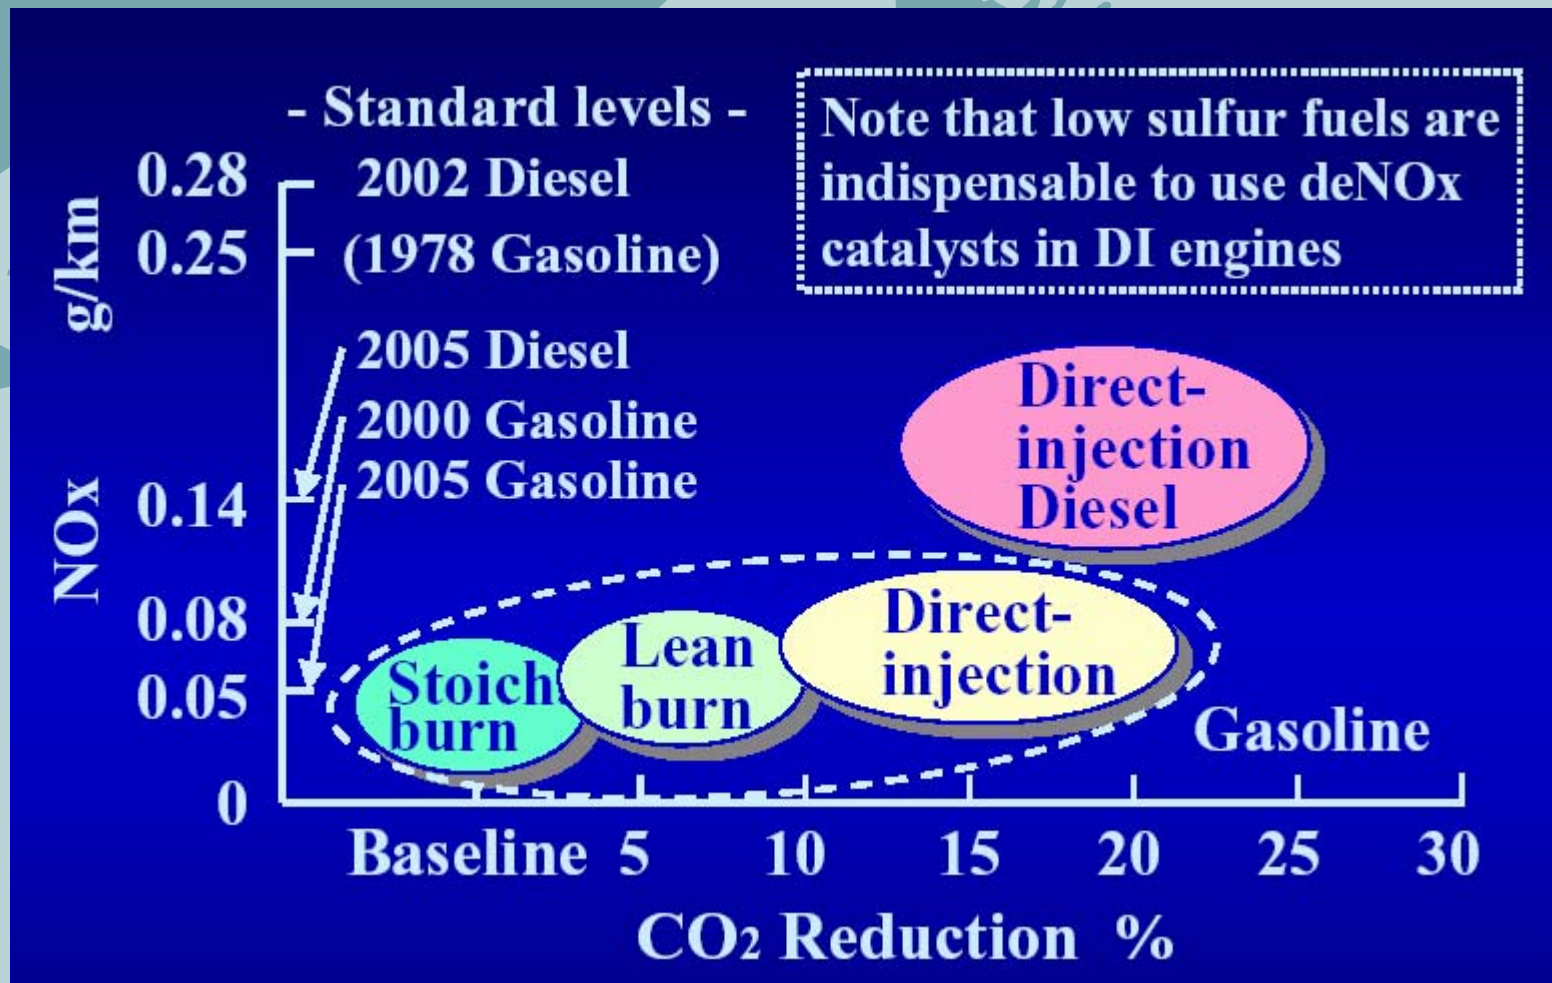 - Standard levels -
Note that low sulfur fuels are
indispensable to use deNOx
catalysts in DI engines
NOx g/km
0.28
2002 Diesel
0.25
(1978 Gasoline)
2005 Diesel
2000 Gasoline
2005 Gasoline
0.14
0.08
0.05
0
Direct-
injection
Diesel
Stoich.
burn
Lean
burn
Direct-
injection
Gasoline
Baseline 5 10 15 20 25 30
CO2 Reduction %